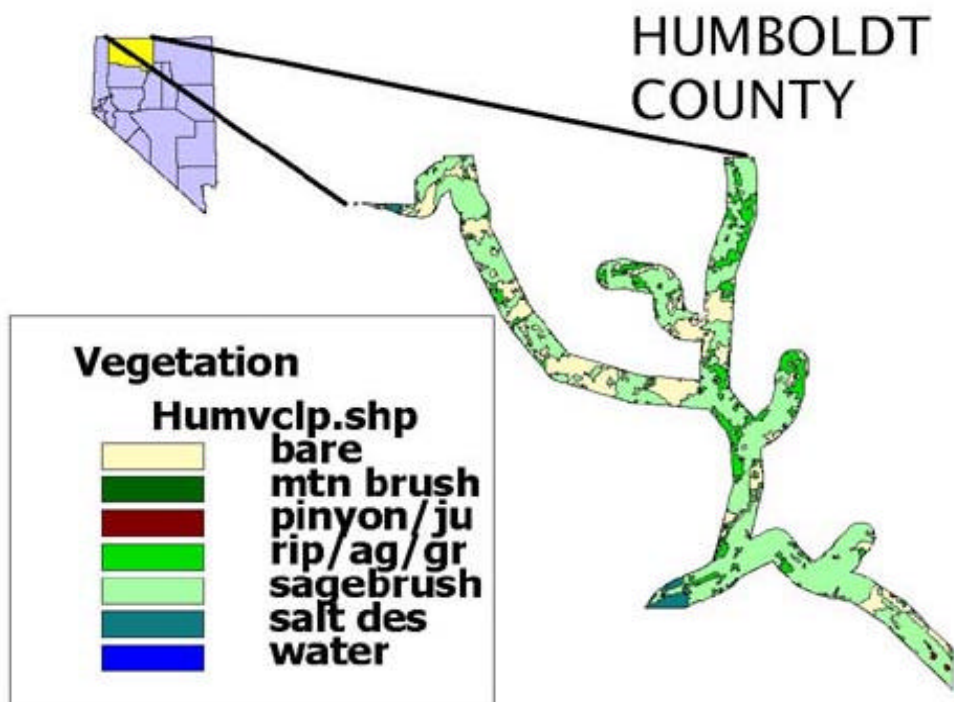 HUMBOLDT
COUNTY
Vegetation
Humvclp.shp
bare
mtn brush
pinyon/ju
rip/ag/gr
sagebrush
salt des
water